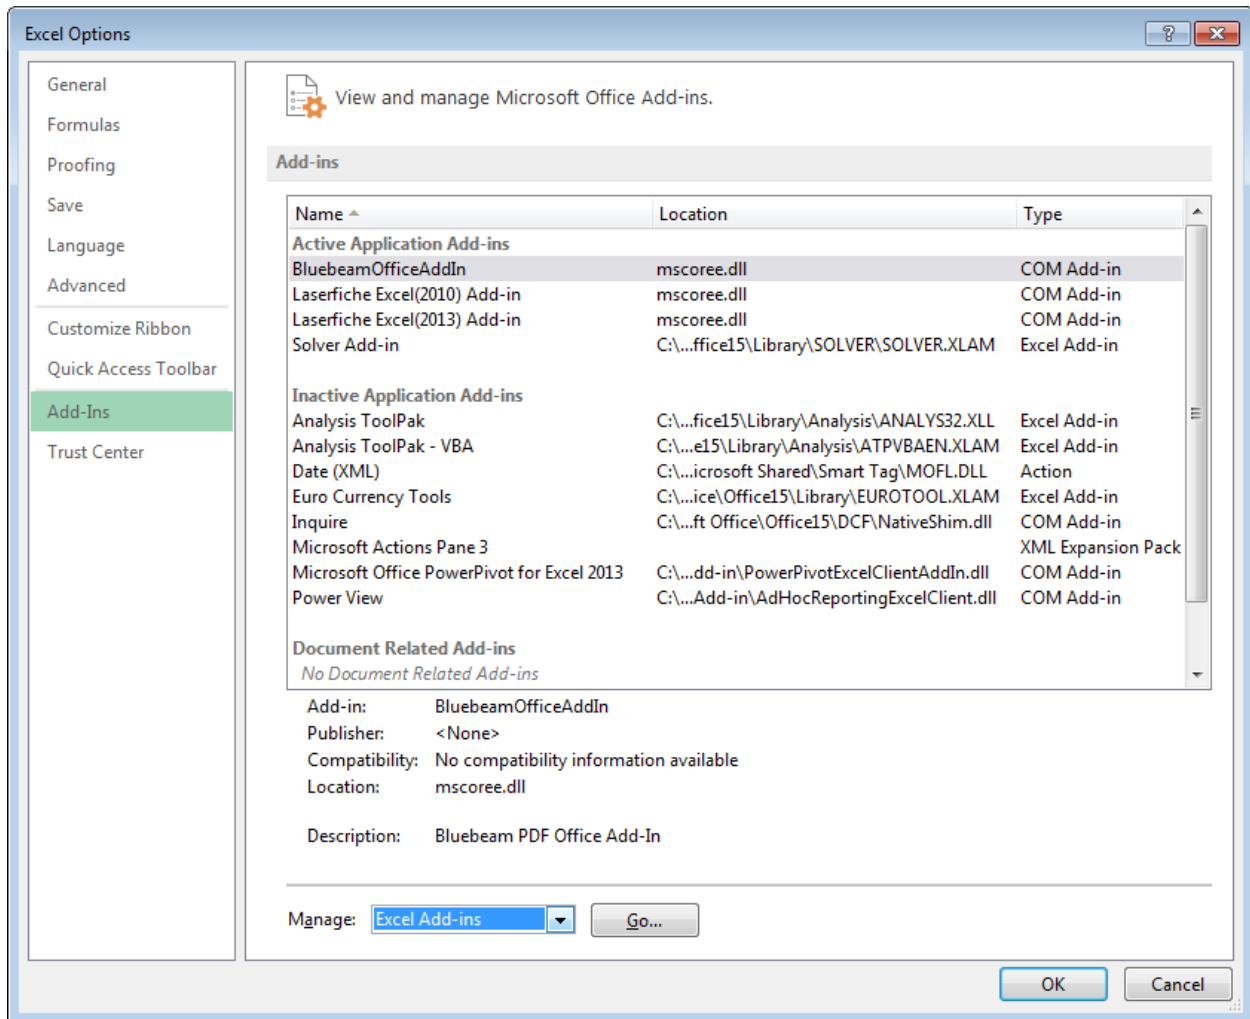 Excel Options
General
Formulas
Proofing
Save
Language
Advanced
Customize Ribbon
Quick Access Toolbar
Add-Ins
Trust Center
View and manage Microsoft Office Add-ins.
Add-ins
Name Location Type
Active Application Add-ins
BluebeamOfficeAddIn mscoree.dll COM Add-in
Laserfiche Excel(2010) Add-in mscoree.dll COM Add-in
Laserfiche Excel(2013) Add-in mscoree.dll COM Add-in
Solver Add-in C:\...ffice15\Library\SOLVER\SOLVER.XLAM Excel Add-in
Inactive Application Add-ins
Analysis ToolPak C:\...fice15\Library\Analysis\ANALYS32.XLL Excel Add-in
Analysis ToolPak - VBA C:\...e15\Library\Analysis\ATPVBAEN.XLAM Excel Add-in
Date (XML) C:\...icrosoft Shared\Smart Tag\MOFL.DLL Action
Euro Currency Tools C:\...ice\Office15\Library\EUROTOOL.XLAM Excel Add-in
Inquire C:\...ft Office\Office15\DCF\NativeShim.dll COM Add-in
Microsoft Actions Pane 3 XML Expansion Pack
Microsoft Office PowerPivot for Excel 2013 C:\...dd-in\PowerPivotExcelClientAddIn.dll COM Add-in
Power View C:\...Add-in\AdHocReportingExcelClient.dll COM Add-in
Document Related Add-ins
No Document Related Add-ins
Add-in: BluebeamOfficeAddIn
Publisher: <None>
Compatibility: No compatibility information available
Location: mscoree.dll
Description: Bluebeam PDF Office Add-In
Manage: Excel Add-ins Go...
OK Cancel